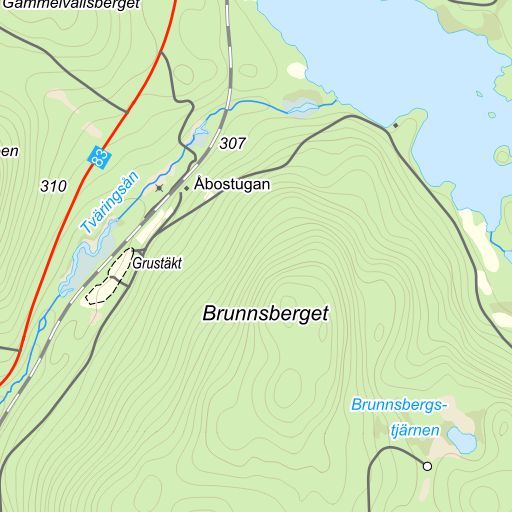 Gammelvallsberget
307
en
83
310
Åbostugan
Tväringsån
Grustäkt
Brunnsberget
Brunnsbergs-
tjärnen